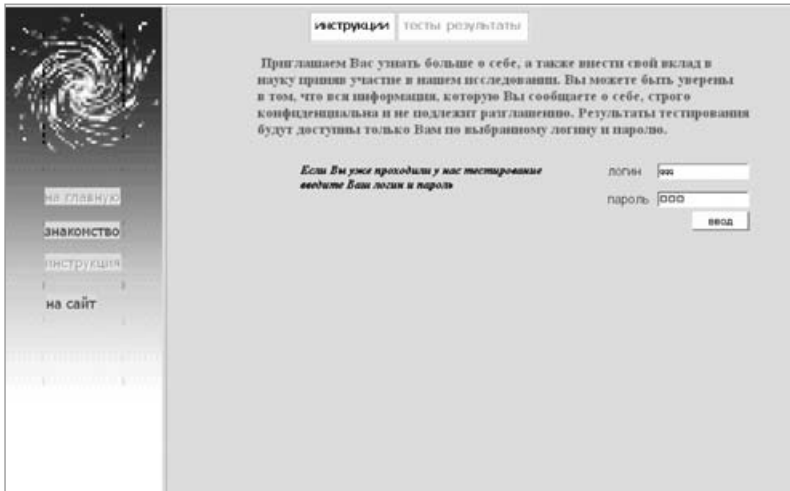 инструкции тесты результаты
Приглашаем Вас узнать больше о себе, а также внести свой вклад в
науку приняв участие в нашем исследовании. Вы можете быть уверены
в том, что вся информация, которую Вы сообщаете о себе, строго
конфиденциальна и не подлежит разглашению. Результаты тестирования
будут доступны только Вам по выбранному логину и паролю.
Если Вы уже проходили у нас тестирование
введите Ваш логин и пароль
логин
пароль
ввод
на главную
знакомство
инструкция
на сайт